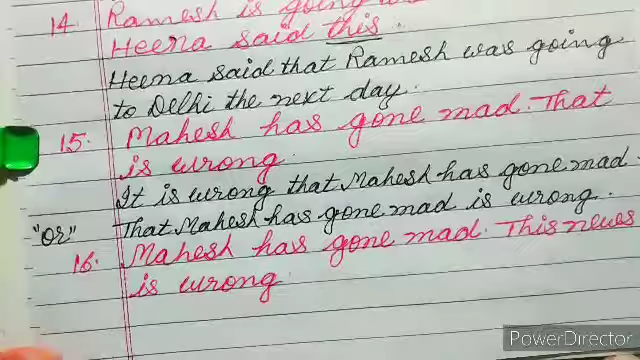 14. Ramesh is going
Heena said this.
Heena said that Ramesh was going
to Delhi the next day.
15. Mahesh has gone mad. That
is wrong.
It is wrong that Mahesh has gone mad.
"or" That Mahesh has gone mad is wrong.
16. Mahesh has gone mad. This news
is wrong
PowerDirector